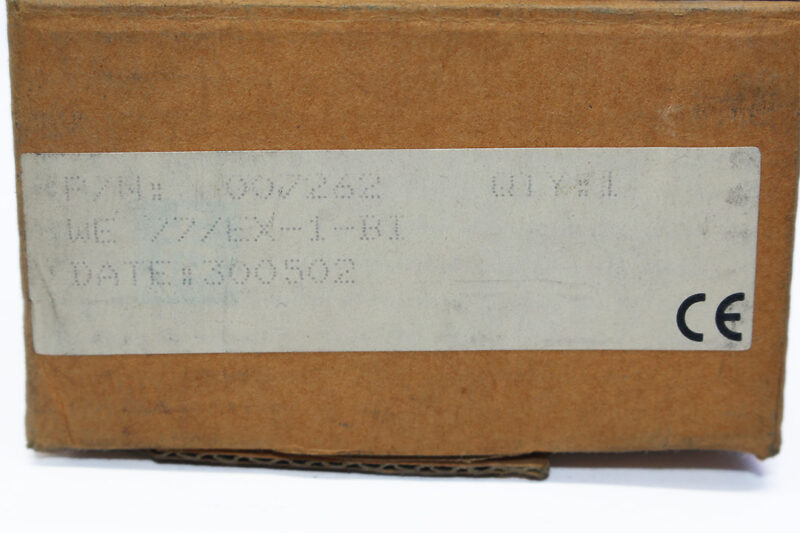 P/N: 007262 QTY:1
WE 77/EX-1-BI
DATE:300502
CE